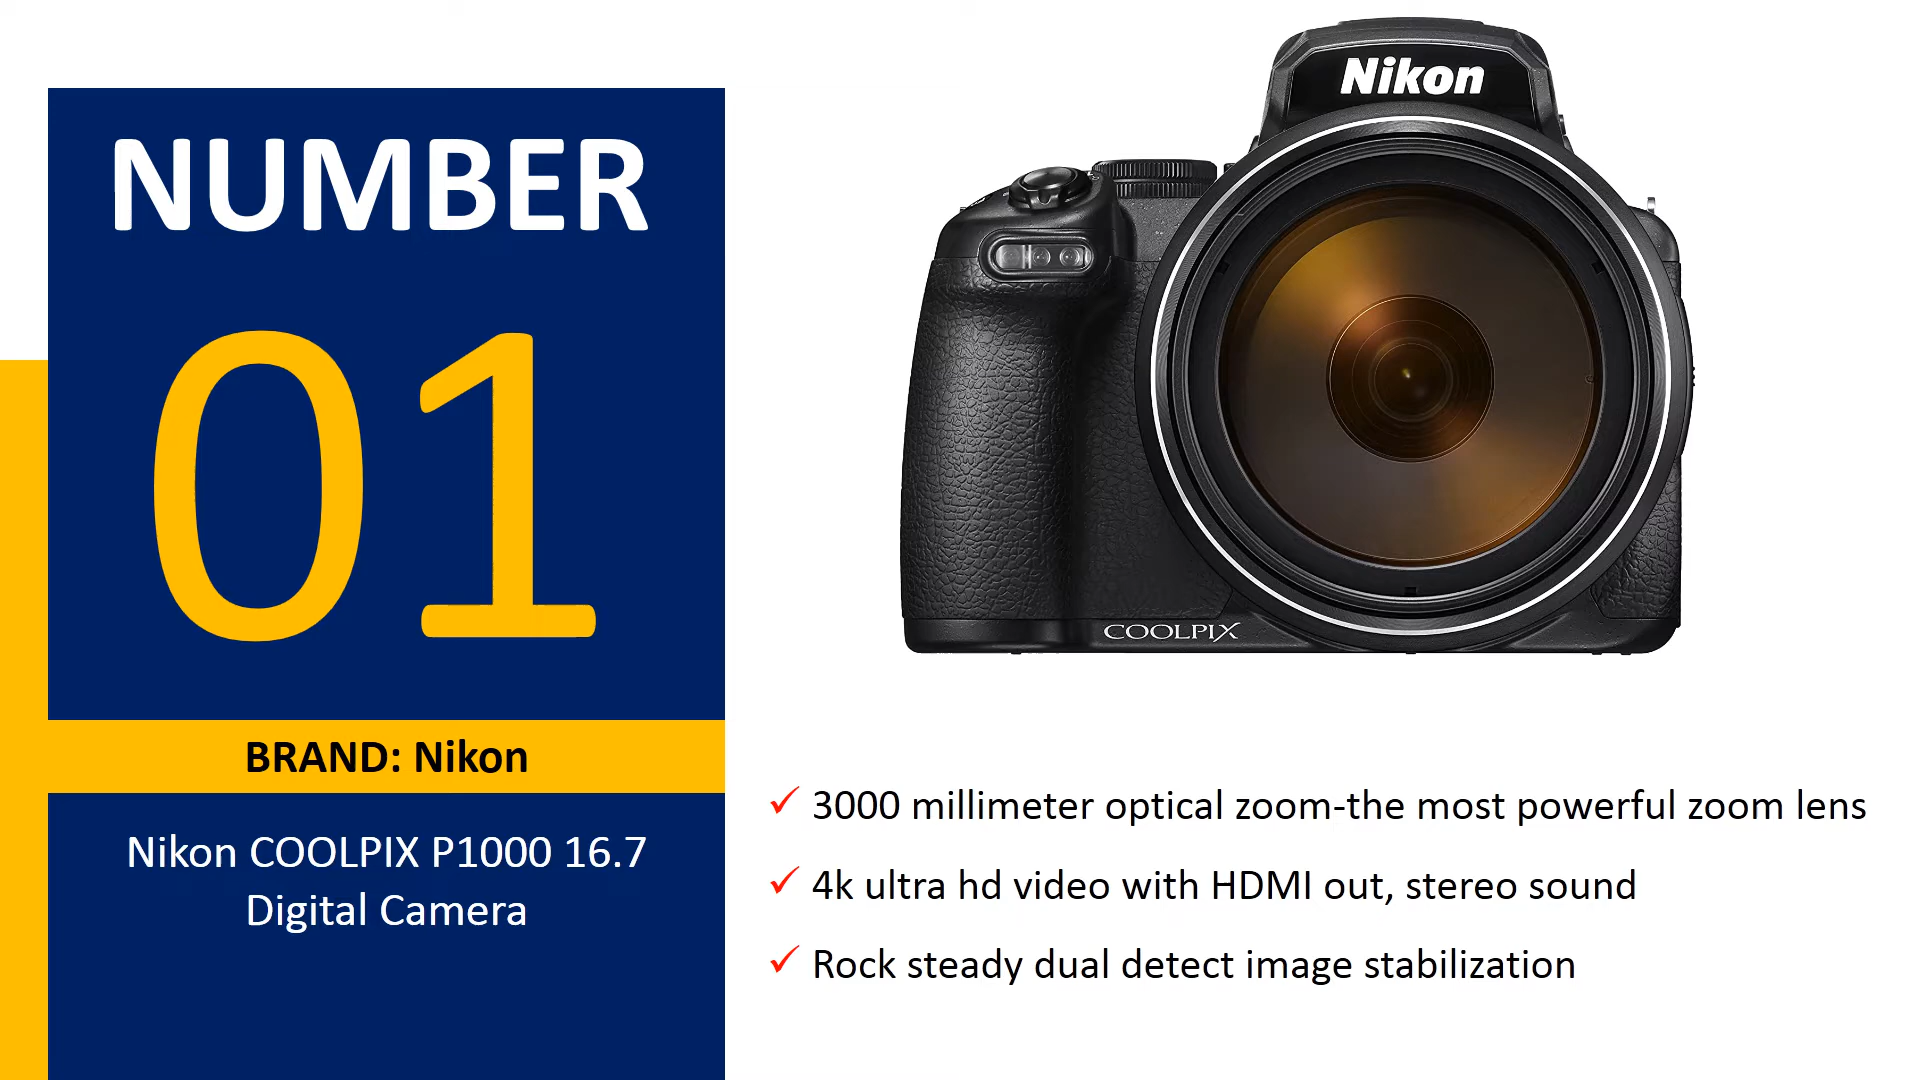 NUMBER
01
BRAND: Nikon
Nikon COOLPIX P1000 16.7
Digital Camera
Nikon
COOLPIX
3000 millimeter optical zoom-the most powerful zoom lens
4k ultra hd video with HDMI out, stereo sound
Rock steady dual detect image stabilization